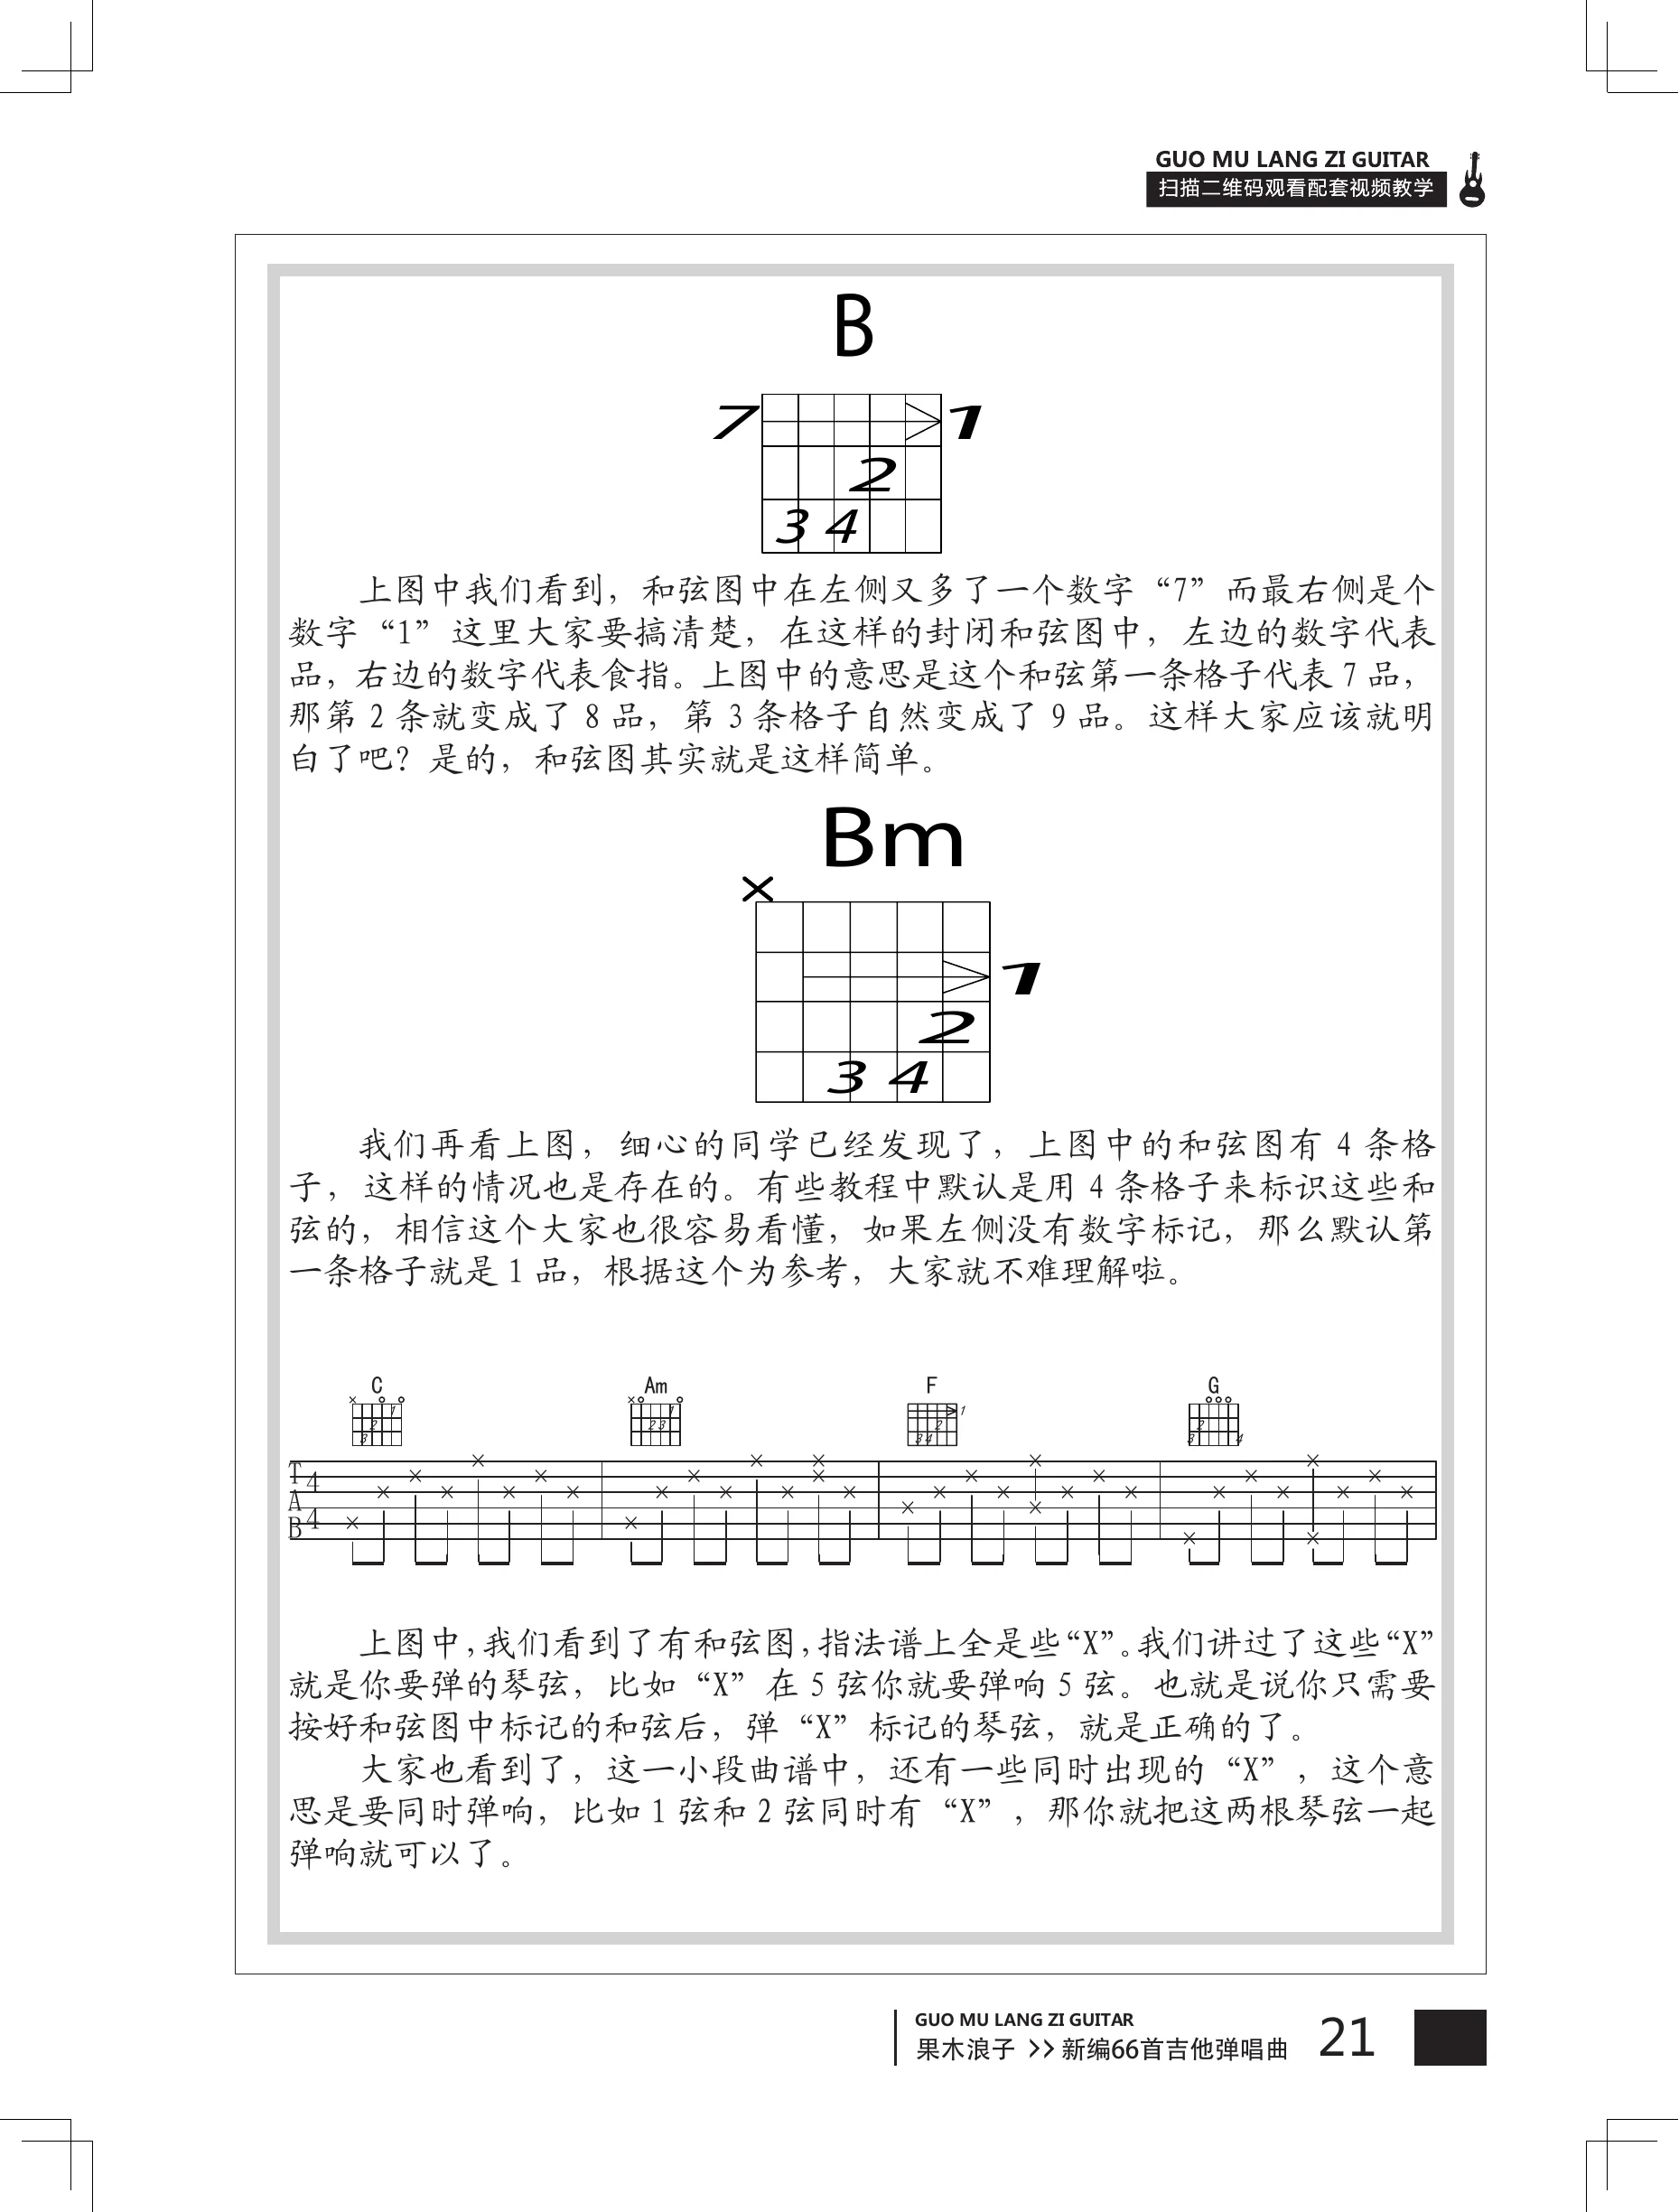 GUO MU LANG ZI GUITAR
扫描二维码观看配套视频教学
B
7 1
2
3 4
上图中我们看到，和弦图中在左侧又多了一个数字“7”而最右侧是个
数字“1”这里大家要搞清楚，在这样的封闭和弦图中，左边的数字代表
品，右边的数字代表食指。上图中的意思是这个和弦第一条格子代表 7 品，
那第 2 条就变成了 8 品，第 3 条格子自然变成了 9 品。这样大家应该就明
白了吧？是的，和弦图其实就是这样简单。
Bm
×
1
2
3 4
我们再看上图，细心的同学已经发现了，上图中的和弦图有 4 条格
子，这样的情况也是存在的。有些教程中默认是用 4 条格子来标识这些和
弦的，相信这个大家也很容易看懂，如果左侧没有数字标记，那么默认第
一条格子就是 1 品，根据这个为参考，大家就不难理解啦。
C Am F G
1 1 1
2 2 3 2 2
3 3 4 3 4
T
A
B
4
4
上图中，我们看到了有和弦图，指法谱上全是些“X”。我们讲过了这些“X”
就是你要弹的琴弦，比如“X”在 5 弦你就要弹响 5 弦。也就是说你只需要
按好和弦图中标记的和弦后，弹“X”标记的琴弦，就是正确的了。
大家也看到了，这一小段曲谱中，还有一些同时出现的“X”，这个意
思是要同时弹响，比如 1 弦和 2 弦同时有“X”，那你就把这两根琴弦一起
弹响就可以了。
GUO MU LANG ZI GUITAR
果木浪子 >> 新编66首吉他弹唱曲 21